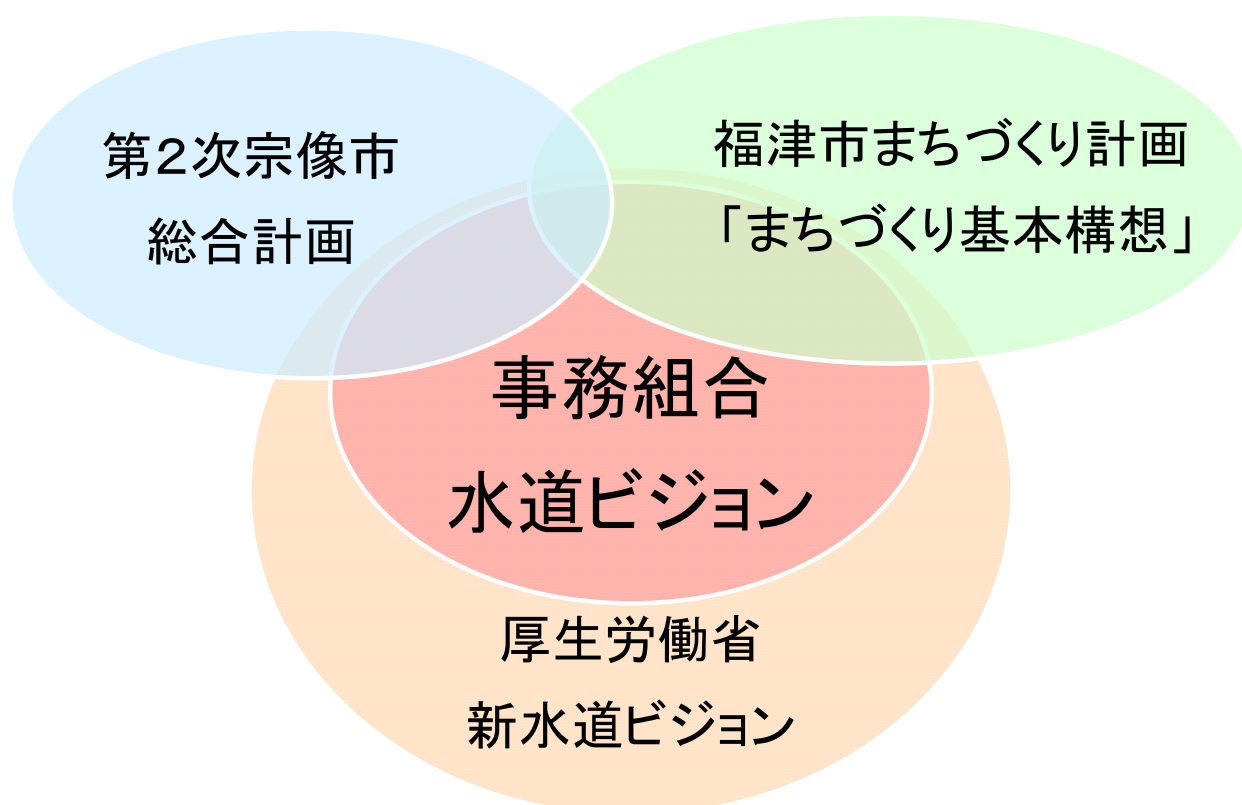 第２次宗像市
総合計画
福津市まちづくり計画
「まちづくり基本構想」
事務組合
水道ビジョン
厚生労働省
新水道ビジョン